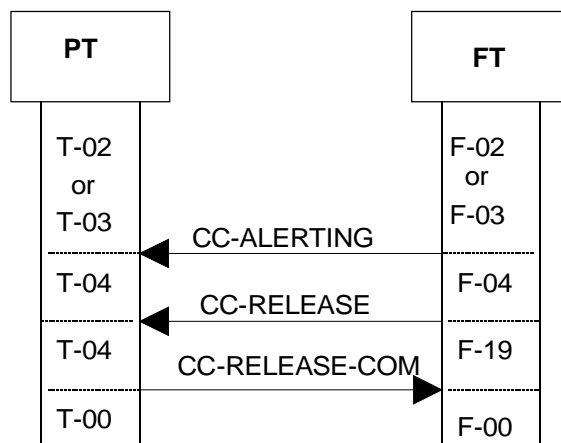 PT
FT
T-02
or
T-03
F-02
or
F-03
CC-ALERTING
T-04
F-04
CC-RELEASE
T-04
F-19
CC-RELEASE-COM
T-00
F-00